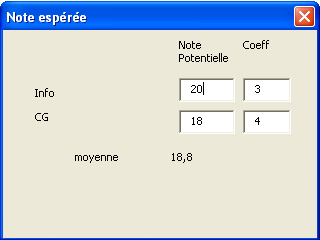 Note espérée
Note Coeff
Potentielle
Info 20 3
CG 18 4
moyenne 18,8